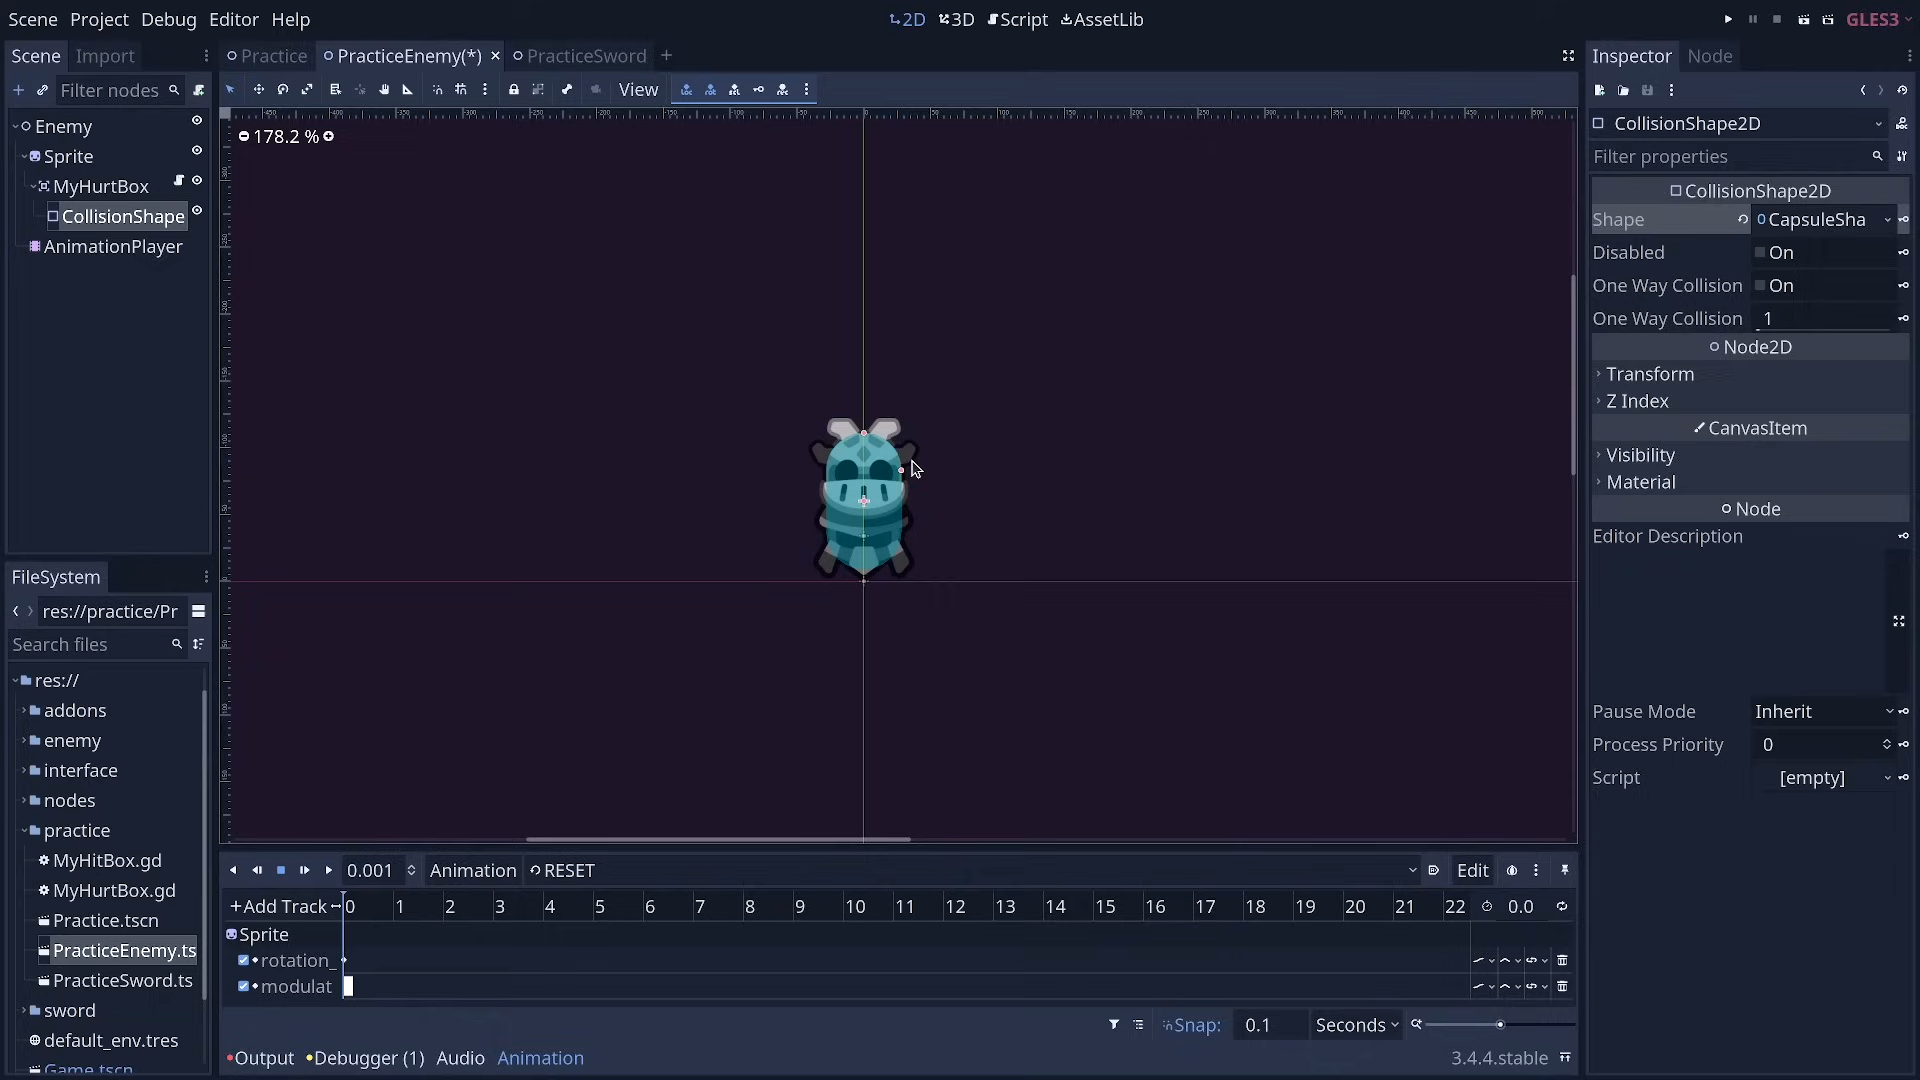 Scene Project Debug Editor Help
2D 3D Script AssetLib
GLES3
Scene Import
Filter nodes
Enemy
Sprite
MyHurtBox
CollisionShape
AnimationPlayer
FileSystem
res://practice/Pr
Search files
res://
addons
enemy
interface
nodes
practice
MyHitBox.gd
MyHurtBox.gd
Practice.tscn
PracticeEnemy.ts
PracticeSword.ts
sword
default_env.tres
Game.tscn
Practice PracticeEnemy(*) PracticeSword
View
178.2 %
0.001 Animation RESET Edit
Add Track 0 1 2 3 4 5 6 7 8 9 10 11 12 13 14 15 16 17 18 19 20 21 22 0.0
Sprite
rotation_
modulat
Snap: 0.1 Seconds
Output Debugger (1) Audio Animation 3.4.4.stable
Inspector Node
CollisionShape2D
Filter properties
CollisionShape2D
Shape CapsuleSha
Disabled On
One Way Collision On
One Way Collision 1
Node2D
Transform
Z Index
CanvasItem
Visibility
Material
Node
Editor Description
Pause Mode Inherit
Process Priority 0
Script [empty]